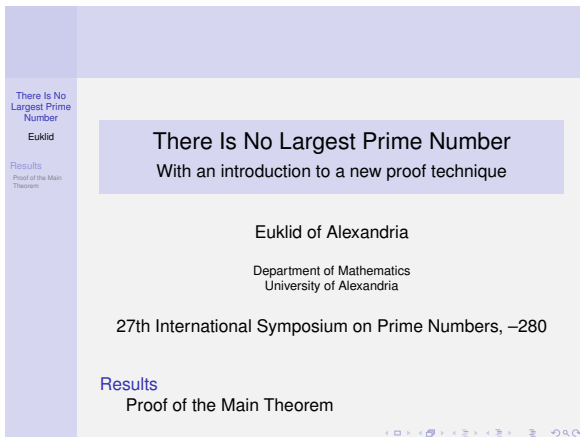 There Is No
Largest Prime
Number
Euklid
Results
Proof of the Main
Theorem
There Is No Largest Prime Number
With an introduction to a new proof technique
Euklid of Alexandria
Department of Mathematics
University of Alexandria
27th International Symposium on Prime Numbers, –280
Results
Proof of the Main Theorem